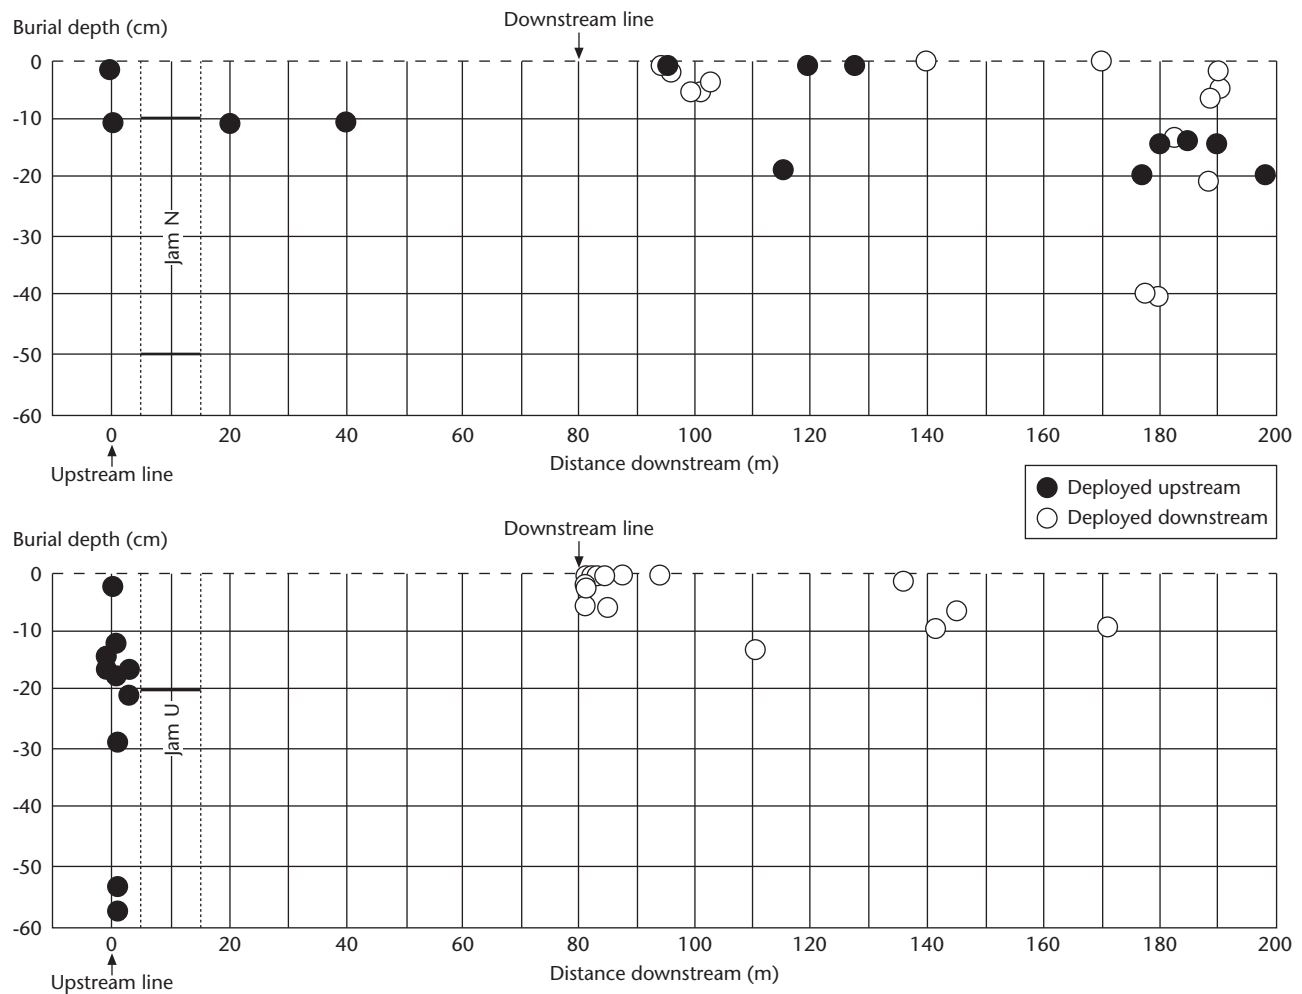 Downstream line
Burial depth (cm)
0
-10
-20
-30
-40
-50
-60
Jam N
0 20 40 60 80 100 120 140 160 180 200
Upstream line
Distance downstream (m)
Deployed upstream
Deployed downstream
Downstream line
Burial depth (cm)
0
-10
-20
-30
-40
-50
-60
Jam U
0 20 40 60 80 100 120 140 160 180 200
Upstream line
Distance downstream (m)